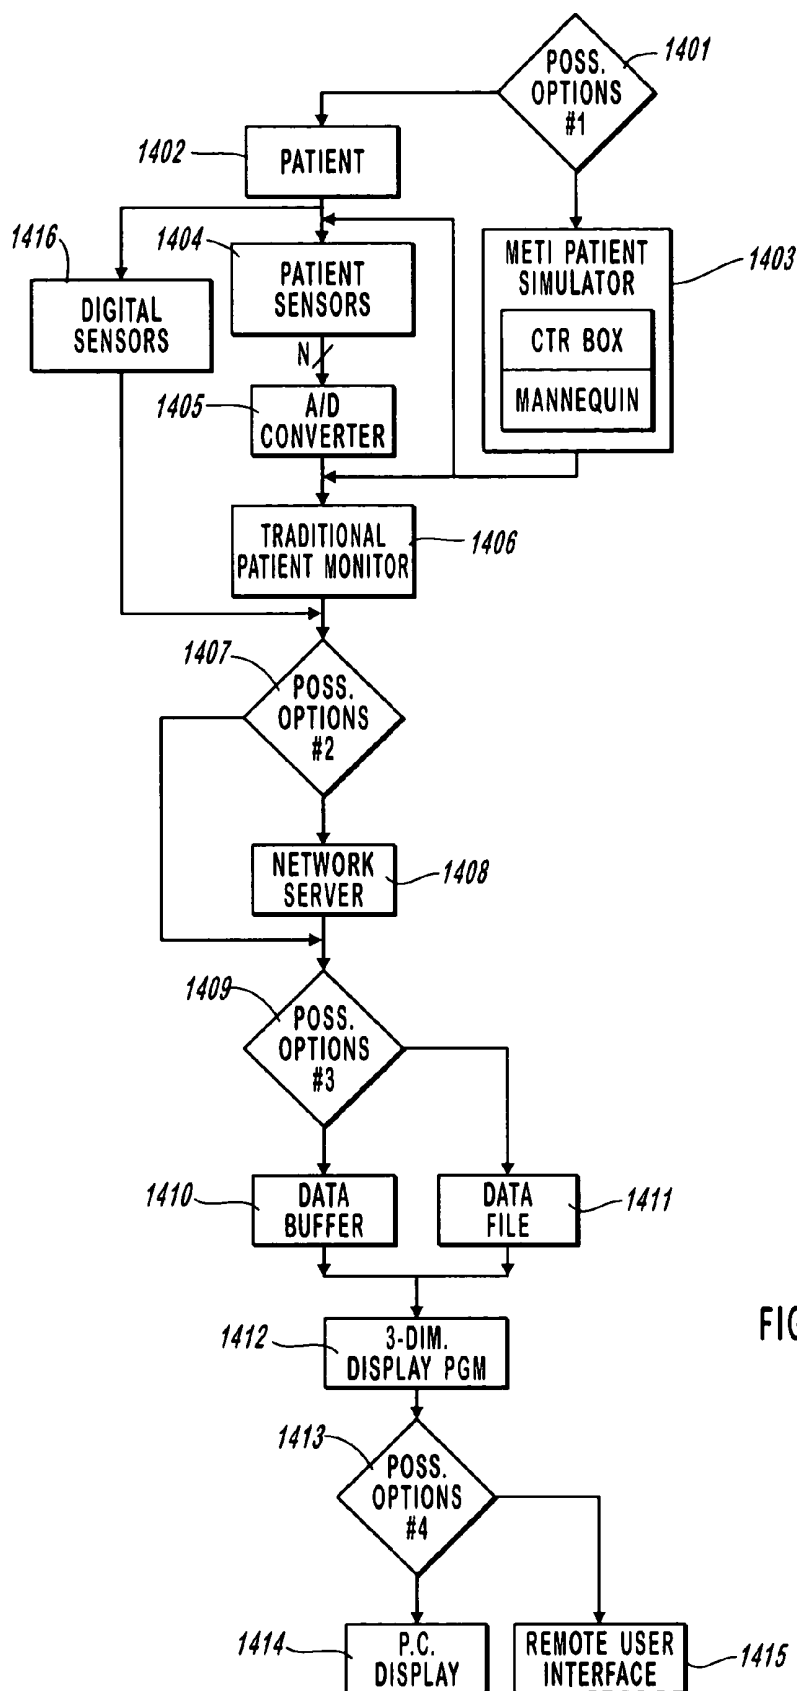 1401
POSS.
OPTIONS
#1
1402
PATIENT
1416
DIGITAL
SENSORS
1404
PATIENT
SENSORS
METI PATIENT
SIMULATOR
1403
CTR BOX
MANNEQUIN
N
1405
A/D
CONVERTER
TRADITIONAL
PATIENT MONITOR
1406
1407
POSS.
OPTIONS
#2
NETWORK
SERVER
1408
1409
POSS.
OPTIONS
#3
1410
DATA
BUFFER
DATA
FILE
1411
FIG
1412
3-DIM.
DISPLAY PGM
1413
POSS.
OPTIONS
#4
1414
P.C.
DISPLAY
REMOTE USER
INTERFACE
1415